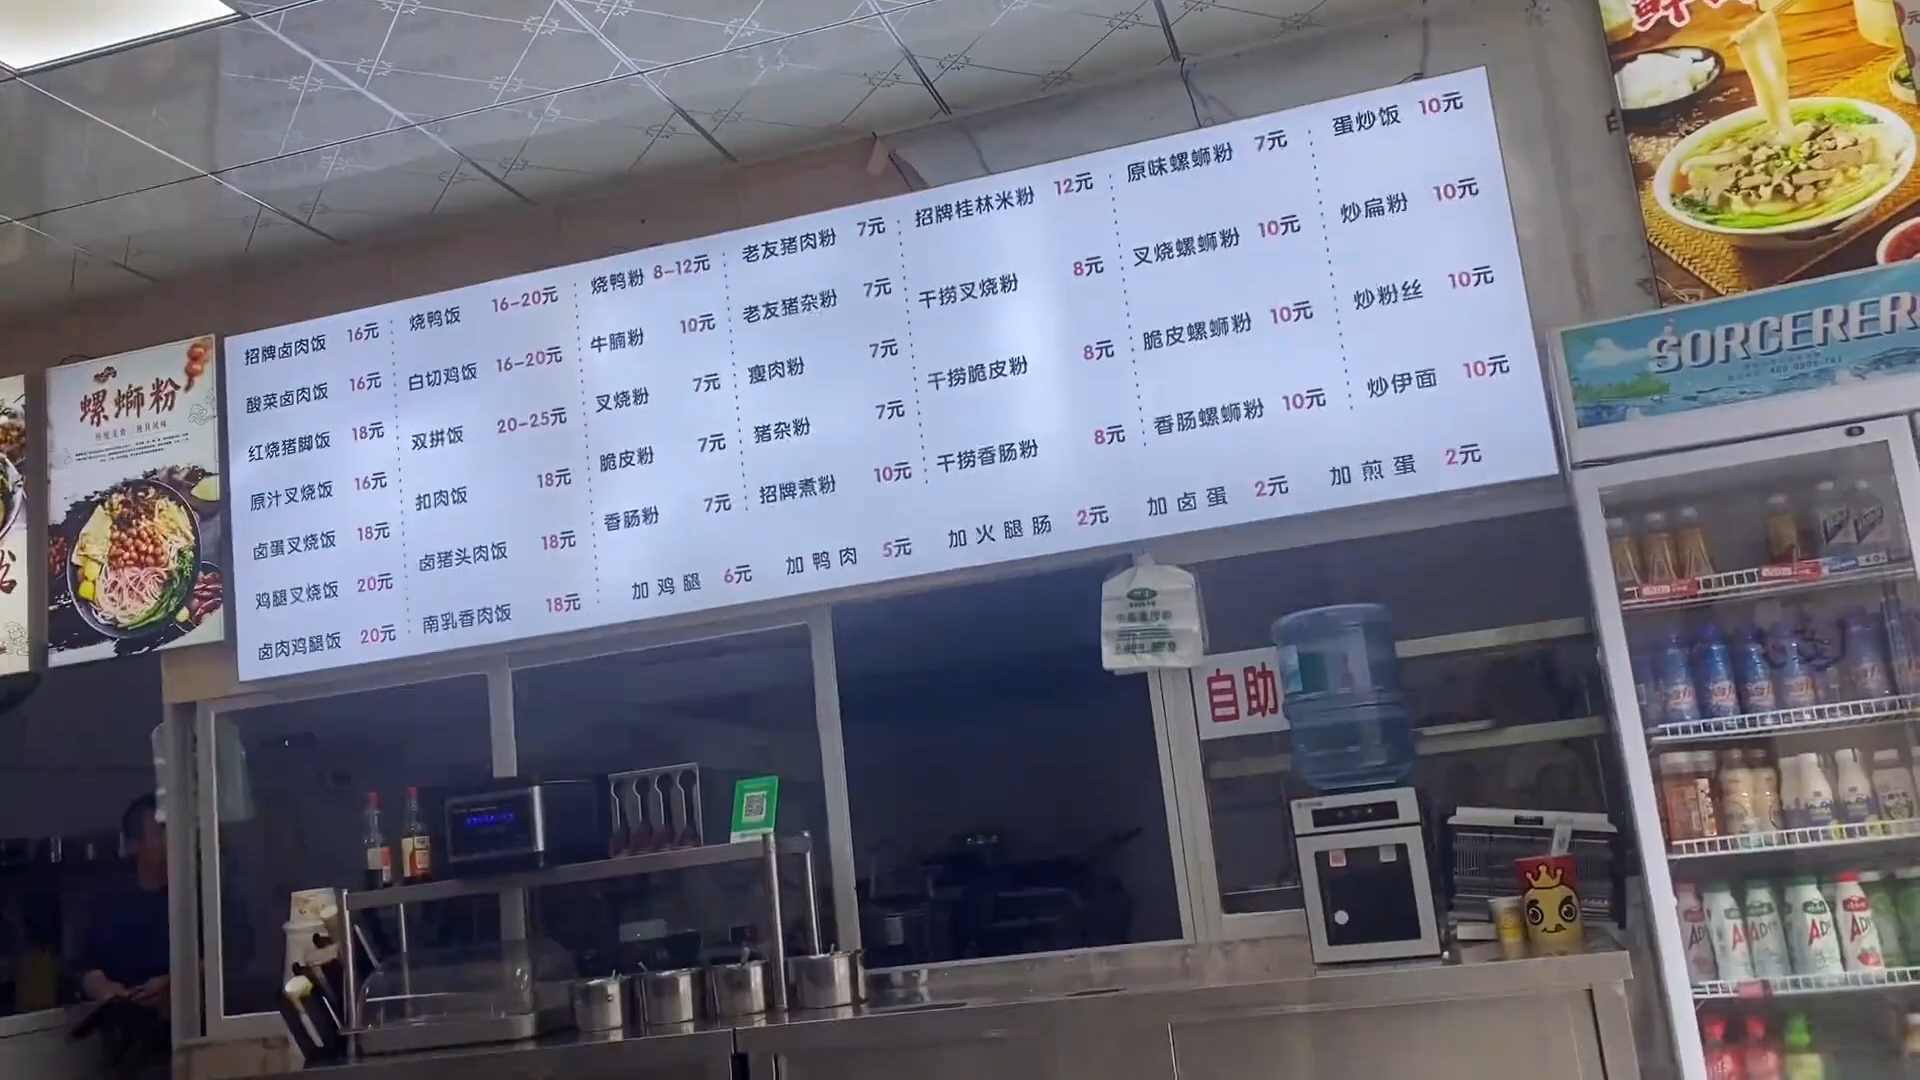 招牌卤肉饭 16元
酸菜卤肉饭 16元
红烧猪脚饭 18元
原汁叉烧饭 16元
卤蛋叉烧饭 18元
鸡腿叉烧饭 20元
卤肉鸡腿饭 20元
烧鸭饭 16-20元
白切鸡饭 16-20元
双拼饭 20-25元
扣肉饭 18元
卤猪头肉饭 18元
南乳香肉饭 18元
烧鸭粉 8-12元
牛腩粉 10元
叉烧粉 7元
脆皮粉 7元
香肠粉 7元
老友猪肉粉 7元
老友猪杂粉 7元
瘦肉粉 7元
猪杂粉 7元
招牌煮粉 10元
招牌桂林米粉 12元
干捞叉烧粉 8元
干捞脆皮粉 8元
干捞香肠粉 8元
原味螺蛳粉 7元
叉烧螺蛳粉 10元
脆皮螺蛳粉 10元
香肠螺蛳粉 10元
蛋炒饭 10元
炒扁粉 10元
炒粉丝 10元
炒伊面 10元
加鸡腿 6元
加鸭肉 5元
加火腿肠 2元
加卤蛋 2元
加煎蛋 2元
螺蛳粉
SORCERER
自助